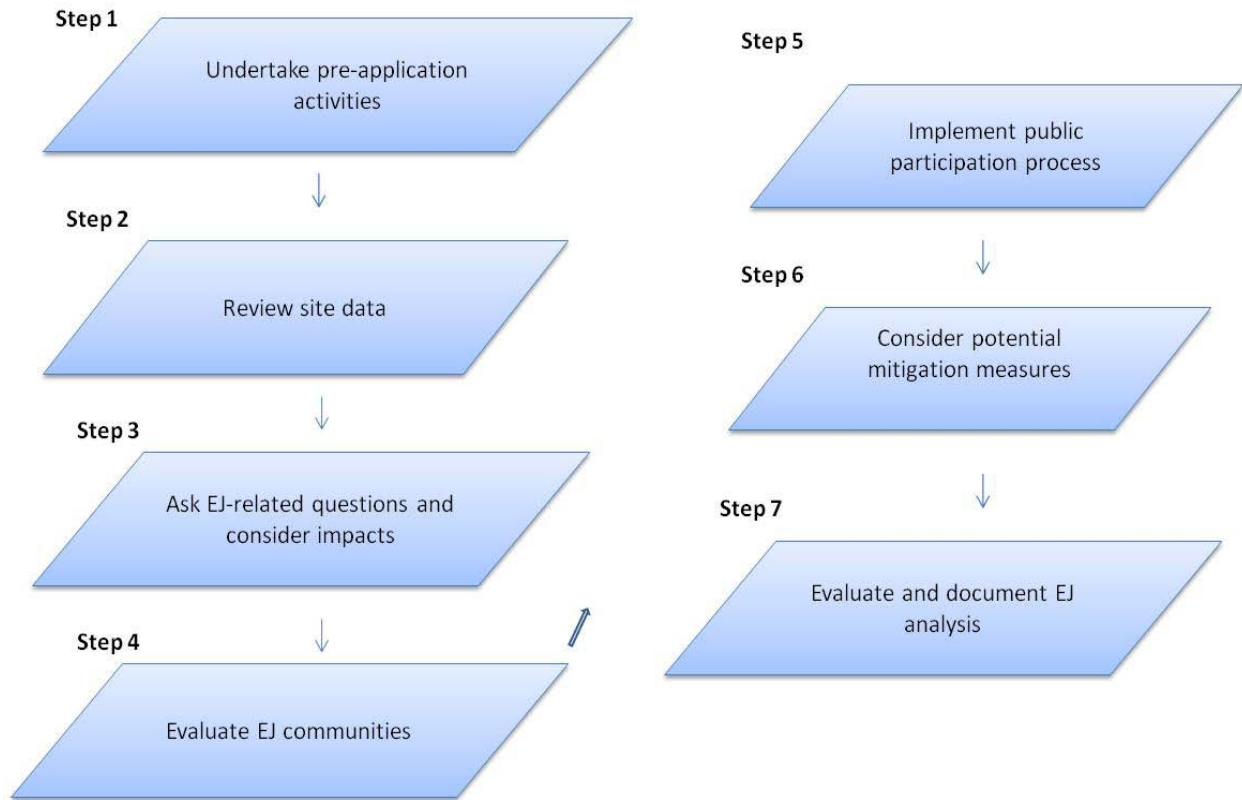 Step 1
Undertake pre-application
activities
Step 2
Review site data
Step 3
Ask EJ-related questions and
consider impacts
Step 4
Evaluate EJ communities
Step 5
Implement public
participation process
Step 6
Consider potential
mitigation measures
Step 7
Evaluate and document EJ
analysis